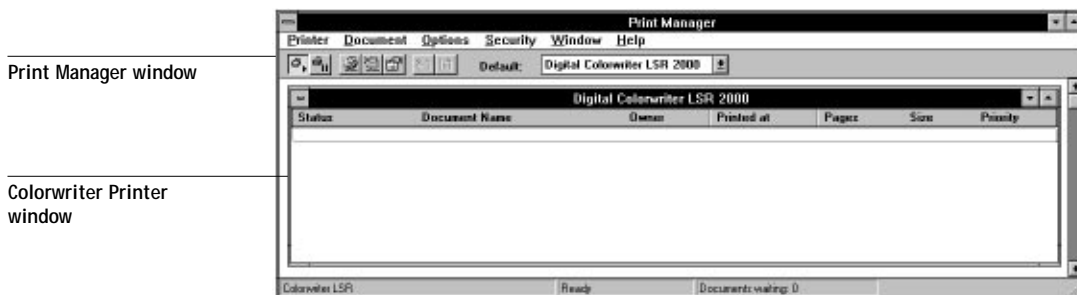 Print Manager
Printer Document Options Security Window Help
Print Manager window
Default: Digital Colorwriter LSR 2000
Digital Colorwriter LSR 2000
Status Document Name Owner Printed at Pages Size Priority
Colorwriter Printer
window
Colorwriter LSR Ready Documents waiting: 0